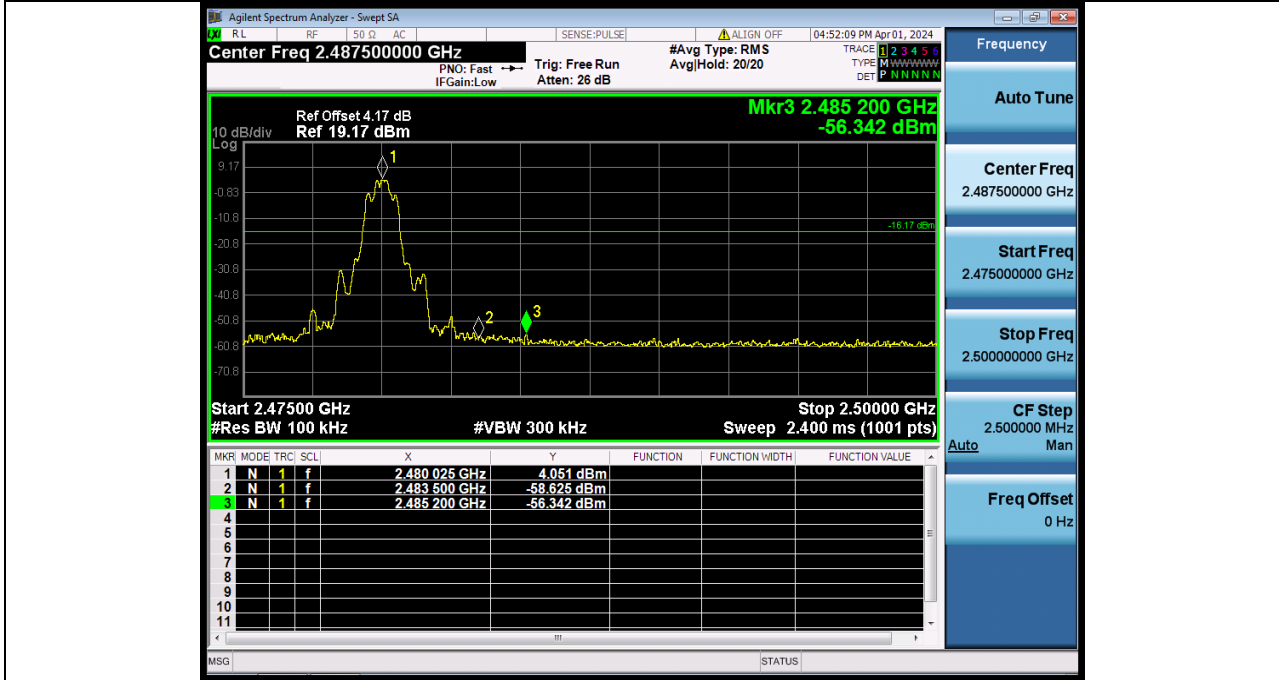 Agilent Spectrum Analyzer - Swept SA
LXI RL RF 50 Ω AC SENSE:PULSE ALIGN OFF 04:52:09 PM Apr 01, 2024
Center Freq 2.487500000 GHz
PNO: Fast
IFGain:Low
Trig: Free Run
Atten: 26 dB
#Avg Type: RMS
Avg|Hold: 20/20
TRACE 1 2 3 4 5 6
TYPE M WWWWW
DET P N N N N N
Mkr3 2.485 200 GHz
-56.342 dBm
Ref Offset 4.17 dB
10 dB/div Ref 19.17 dBm
Log
1
9.17
-0.83
-10.8
-16.17 dBm
-20.8
-30.8
-40.8
-50.8
2
3
-60.8
-70.8
Start 2.47500 GHz Stop 2.50000 GHz
#Res BW 100 kHz #VBW 300 kHz Sweep 2.400 ms (1001 pts)
MKR MODE TRC SCL X Y FUNCTION FUNCTION WIDTH FUNCTION VALUE
1 N 1 f 2.480 025 GHz 4.051 dBm
2 N 1 f 2.483 500 GHz -58.625 dBm
3 N 1 f 2.485 200 GHz -56.342 dBm
4
5
6
7
8
9
10
11
MSG STATUS
Frequency
Auto Tune
Center Freq
2.487500000 GHz
Start Freq
2.475000000 GHz
Stop Freq
2.500000000 GHz
CF Step
2.500000 MHz
Auto Man
Freq Offset
0 Hz